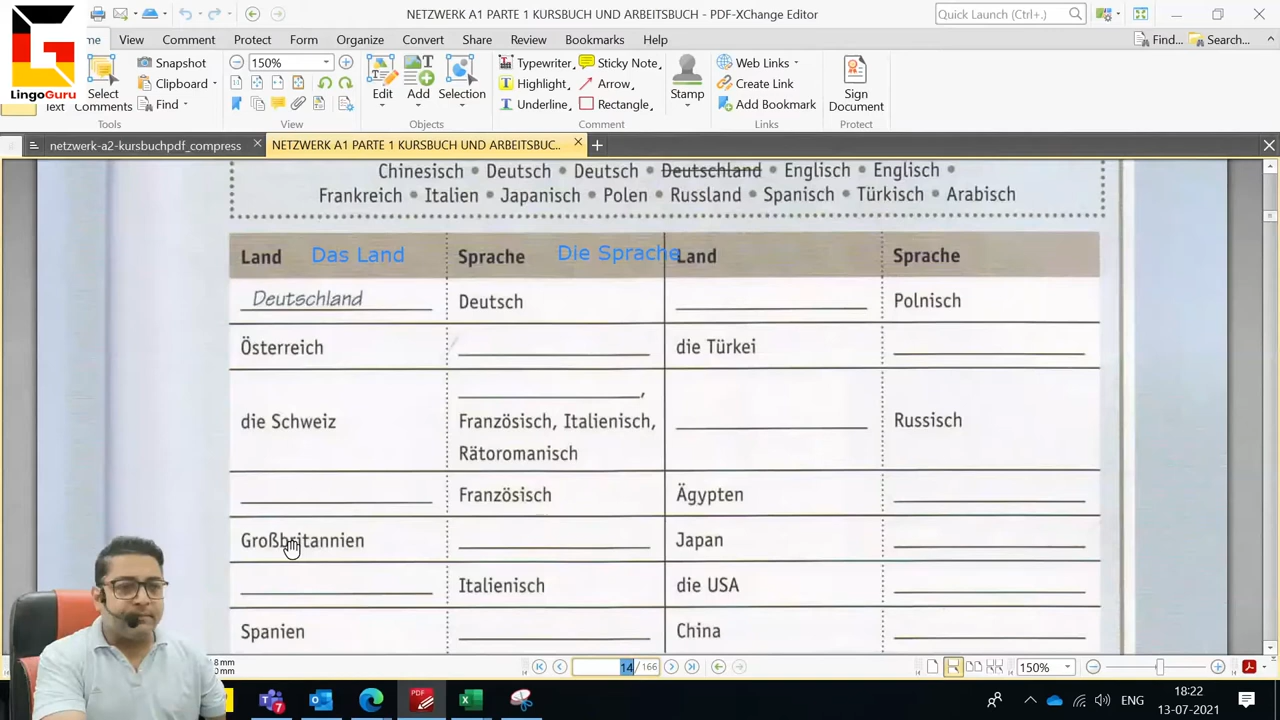 NETZWERK A1 PARTE 1 KURSBUCH UND ARBEITSBUCH - PDF-XChange Editor
Quick Launch (Ctrl+.)
LingoGuru
me View Comment Protect Form Organize Convert Share Review Bookmarks Help Find... Search...
Select Text Comments
Snapshot
Clipboard
Find
Tools
150%
View
Edit Add Selection
Objects
Typewriter Sticky Note
Highlight Arrow
Underline Rectangle
Comment
Stamp
Web Links
Create Link
Add Bookmark
Links
Sign Document
Protect
netzwerk-a2-kursbuchpdf_compress NETZWERK A1 PARTE 1 KURSBUCH UND ARBEITSBUC..
Chinesisch • Deutsch • Deutsch • Deutschland • Englisch • Englisch •
Frankreich • Italien • Japanisch • Polen • Russland • Spanisch • Türkisch • Arabisch
Land Das Land Sprache Die Sprache Land Sprache
Deutschland Deutsch Polnisch
Österreich die Türkei
die Schweiz , Französisch, Italienisch, Rätoromanisch Russisch
Französisch Ägypten
Großbritannien Japan
Italienisch die USA
Spanien China
8 mm
0 mm
14 / 166
150%
ENG
18:22
13-07-2021